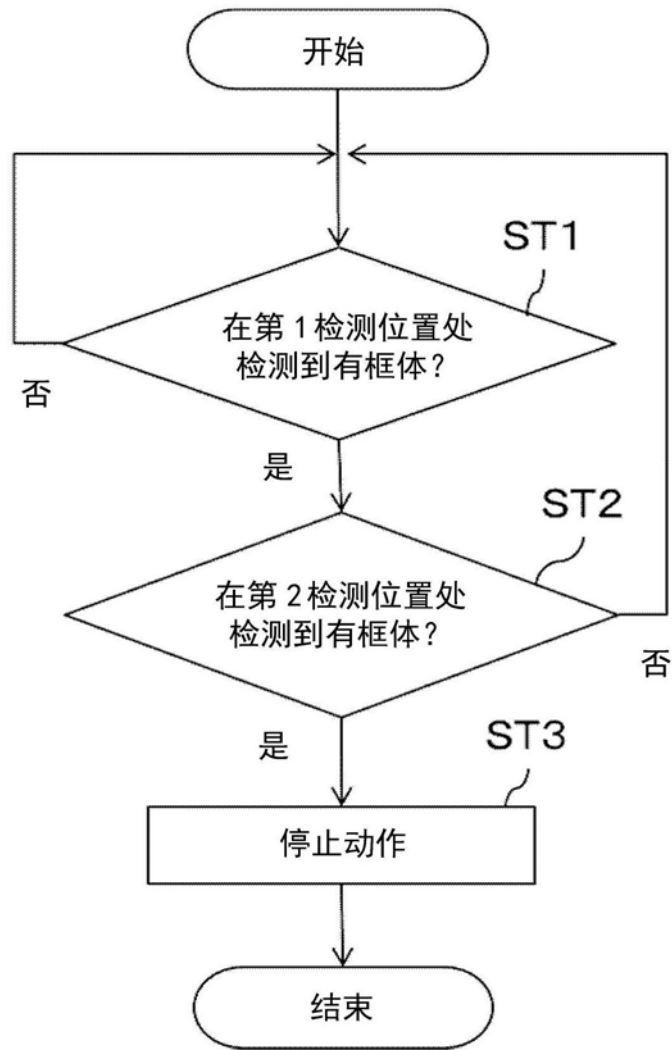 开始
ST1
在第1检测位置处
检测到有框体？
否
是
ST2
在第2检测位置处
检测到有框体？
否
是
ST3
停止动作
结束